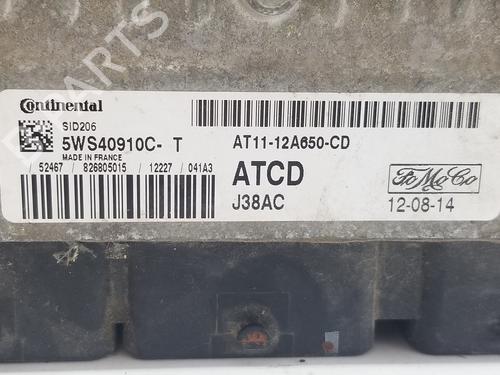 B-PARTS
Continental
SID206
5WS40910C- T
MADE IN FRANCE
/ 52467 / 826805015 / 12227 / 041A3
AT11-12A650-CD
ATCD
J38AC
FoMoCo
12-08-14